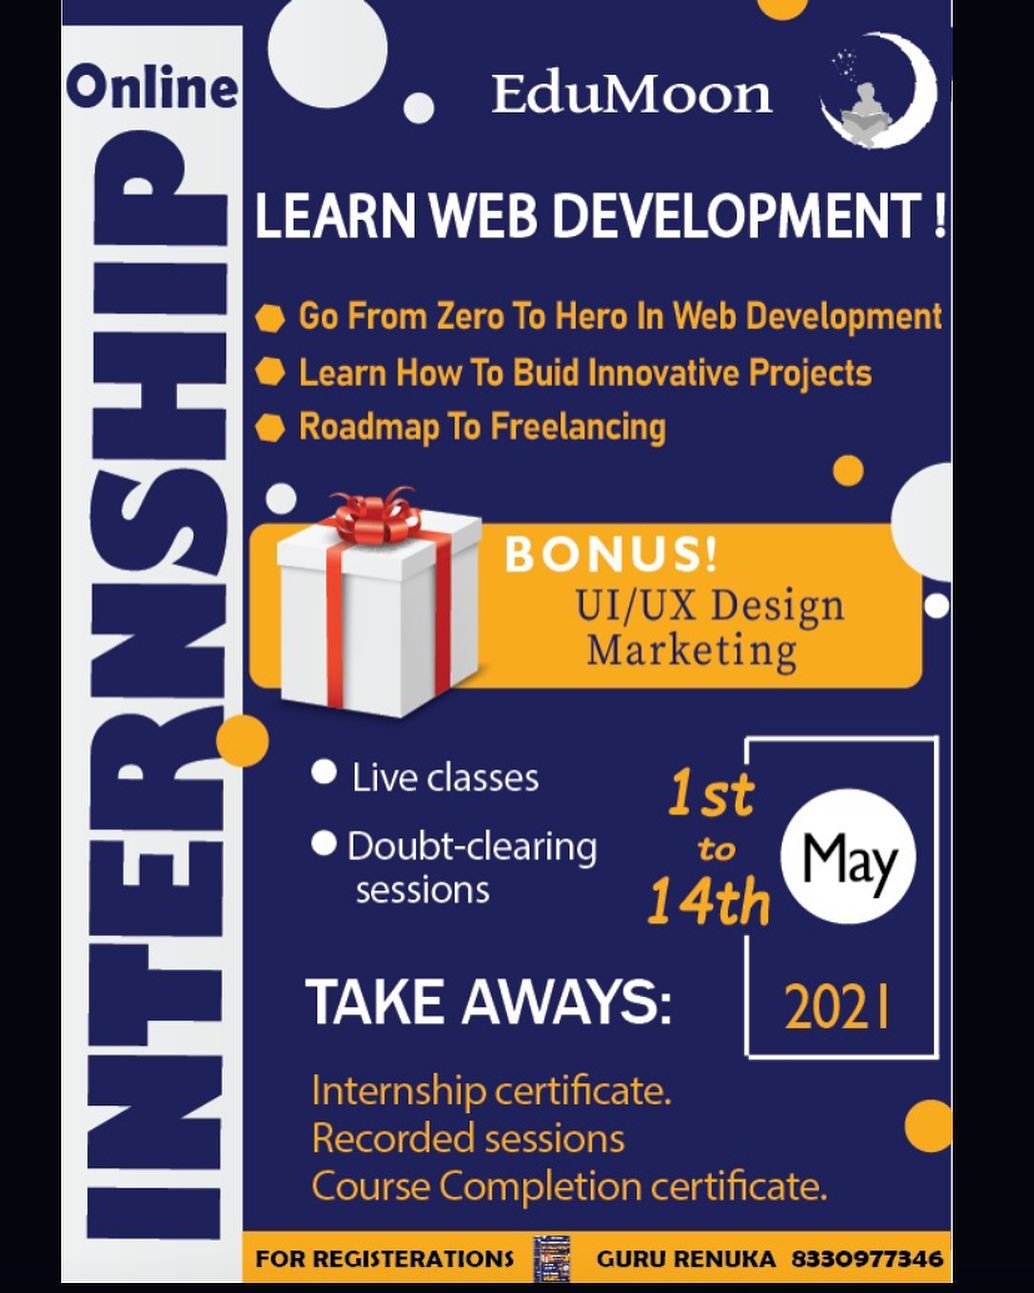 Online
INTERNSHIP
EduMoon
LEARN WEB DEVELOPMENT !
Go From Zero To Hero In Web Development
Learn How To Buid Innovative Projects
Roadmap To Freelancing
BONUS!
UI/UX Design
Marketing
Live classes
Doubt-clearing
sessions
1st
to
14th
May
2021
TAKE AWAYS:
Internship certificate.
Recorded sessions
Course Completion certificate.
FOR REGISTERATIONS GURU RENUKA 8330977346